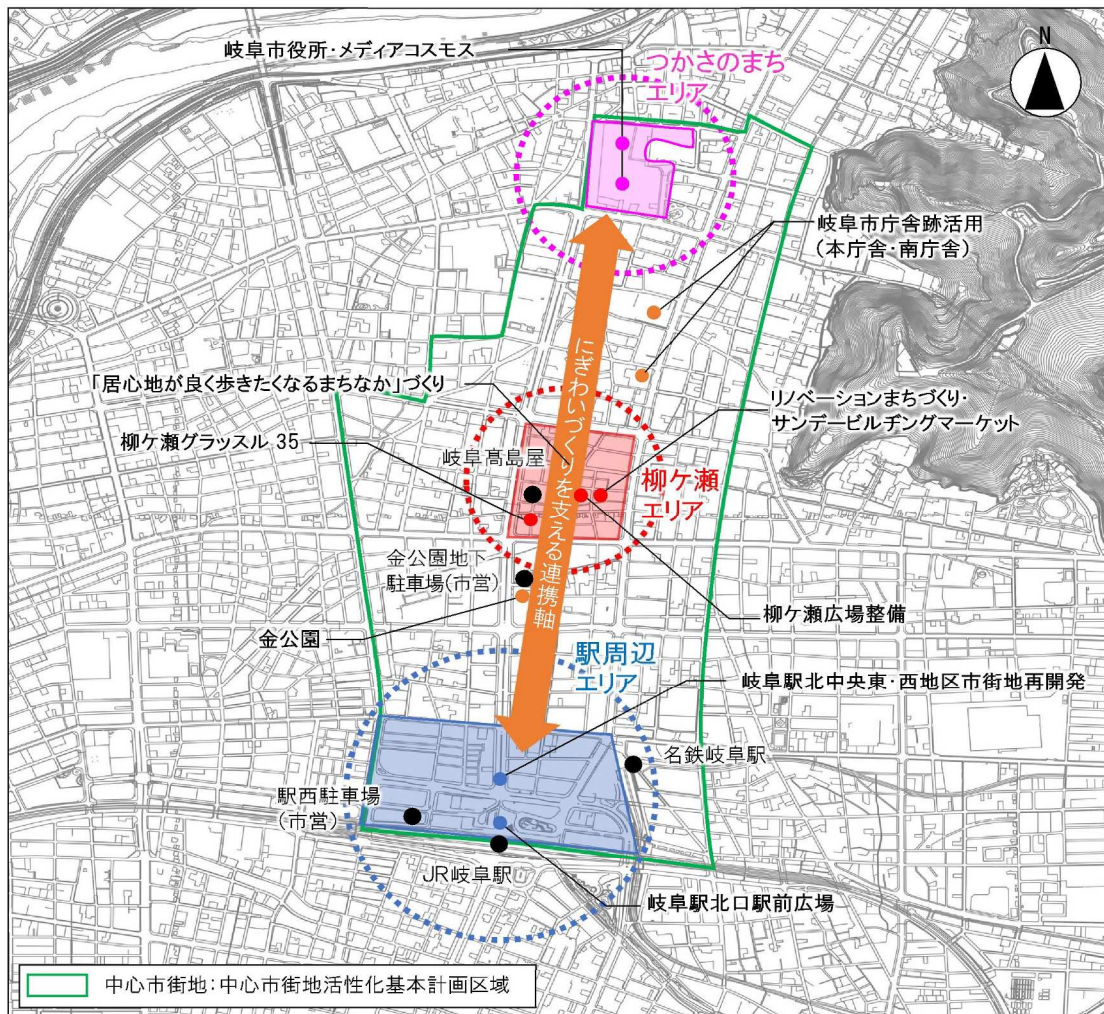 岐阜市役所・メディアコスモス
つかさのまち
エリア
N
岐阜市庁舎跡活用
(本庁舎・南庁舎)
「居心地が良く歩きたくなるまちなか」づくり
にぎわいづくりを支える連携軸
リノベーションまちづくり・
サンデービルヂングマーケット
柳ケ瀬グラッスル 35
岐阜髙島屋
柳ケ瀬
エリア
金公園地下
駐車場(市営)
柳ケ瀬広場整備
金公園
駅周辺
エリア
岐阜駅北中央東・西地区市街地再開発
名鉄岐阜駅
駅西駐車場
(市営)
JR岐阜駅
岐阜駅北口駅前広場
中心市街地:中心市街地活性化基本計画区域